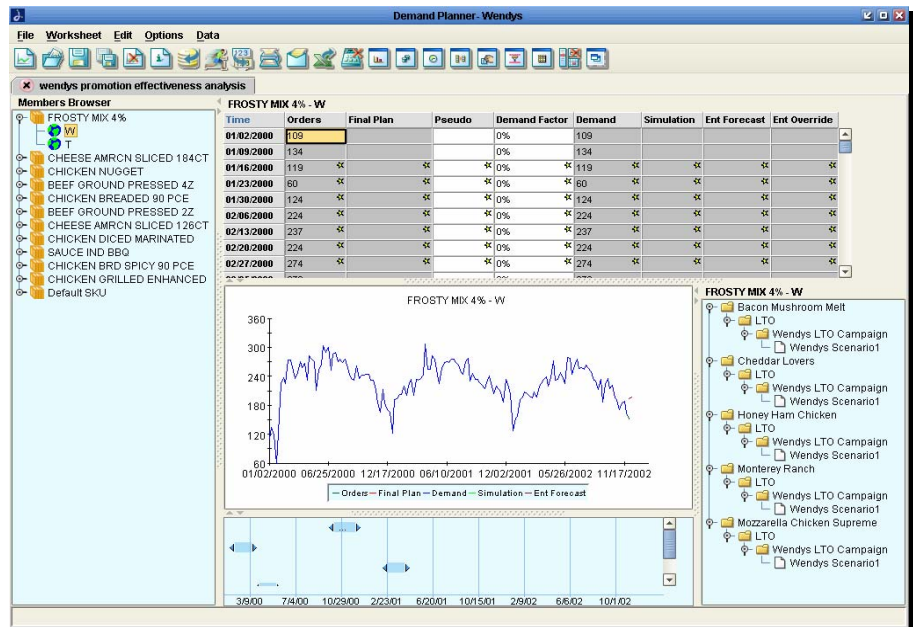 Demand Planner- Wendys
File Worksheet Edit Options Data
wendys promotion effectiveness analysis
Members Browser
FROSTY MIX 4%
W
T
CHEESE AMRCN SLICED 184CT
CHICKEN NUGGET
BEEF GROUND PRESSED 4Z
CHICKEN BREADED 90 PCE
BEEF GROUND PRESSED 2Z
CHEESE AMRCN SLICED 126CT
CHICKEN DICED MARINATED
SAUCE IND BBQ
CHICKEN BRD SPICY 90 PCE
CHICKEN GRILLED ENHANCED
Default SKU
FROSTY MIX 4% - W
Time Orders Final Plan Pseudo Demand Factor Demand Simulation Ent Forecast Ent Override
01/02/2000 109 0% 109
01/09/2000 134 0% 134
01/16/2000 119 0% 119
01/23/2000 60 0% 60
01/30/2000 124 0% 124
02/06/2000 224 0% 224
02/13/2000 237 0% 237
02/20/2000 224 0% 224
02/27/2000 274 0% 274
FROSTY MIX 4% - W
360
300
240
180
120
60
01/02/2000 06/25/2000 12/17/2000 06/10/2001 12/02/2001 05/26/2002 11/17/2002
Orders Final Plan Demand Simulation Ent Forecast
3/9/00 7/4/00 10/29/00 2/23/01 6/20/01 10/15/01 2/9/02 6/6/02 10/1/02
FROSTY MIX 4% - W
Bacon Mushroom Melt
LTO
Wendys LTO Campaign
Wendys Scenario1
Cheddar Lovers
LTO
Wendys LTO Campaign
Wendys Scenario1
Honey Ham Chicken
LTO
Wendys LTO Campaign
Wendys Scenario1
Monterey Ranch
LTO
Wendys LTO Campaign
Wendys Scenario1
Mozzarella Chicken Supreme
LTO
Wendys LTO Campaign
Wendys Scenario1